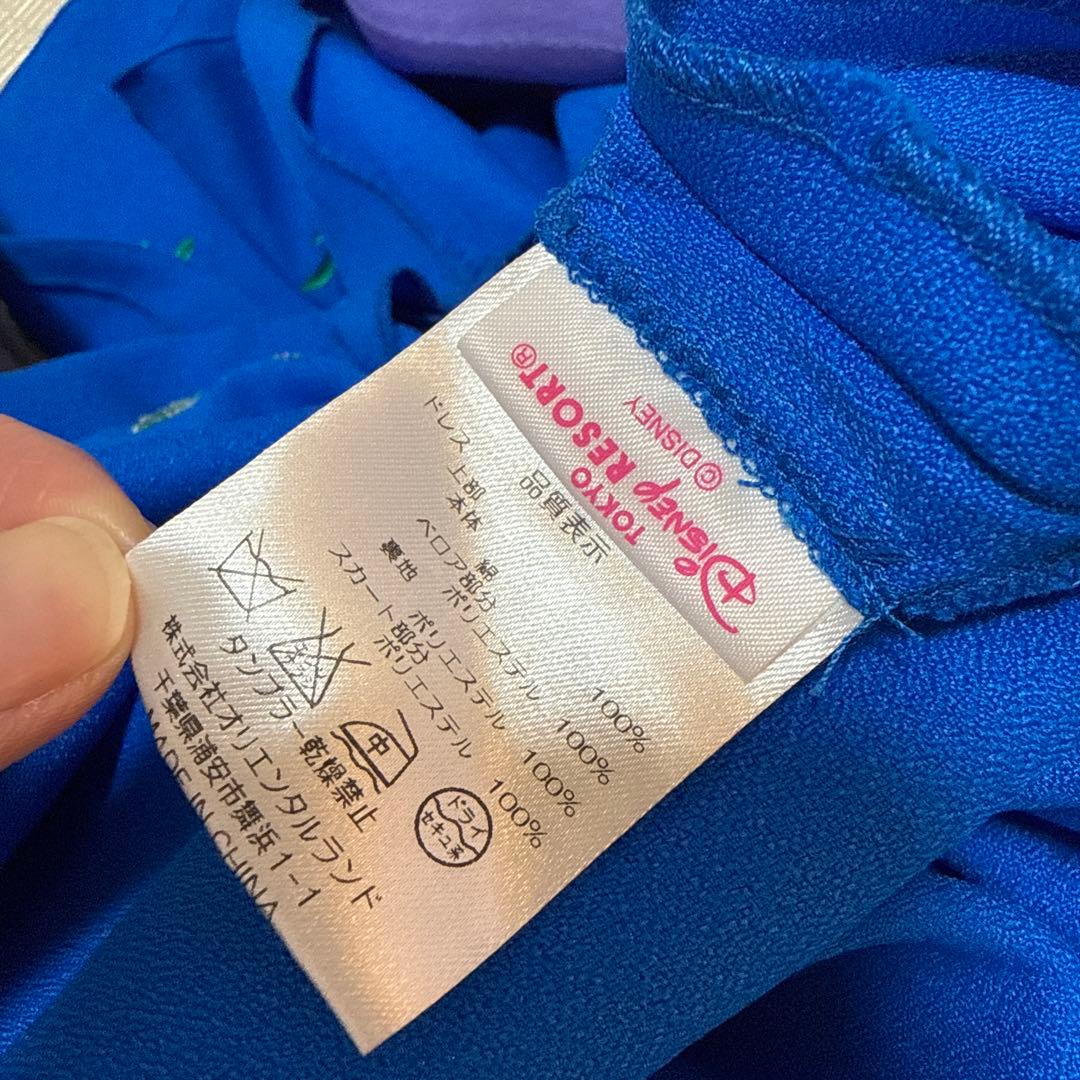 TOKYO
Disney RESORT®
©DISNEY
品質表示
ドレス 上部
本体 綿 100%
ベロア部分
ポリエステル 100%
裏地 ポリエステル 100%
スカート部分
ポリエステル 100%
中
ドライ
セキユ系
タンブラー乾燥禁止
株式会社オリエンタルランド
千葉県浦安市舞浜1-1
MADE IN CHINA